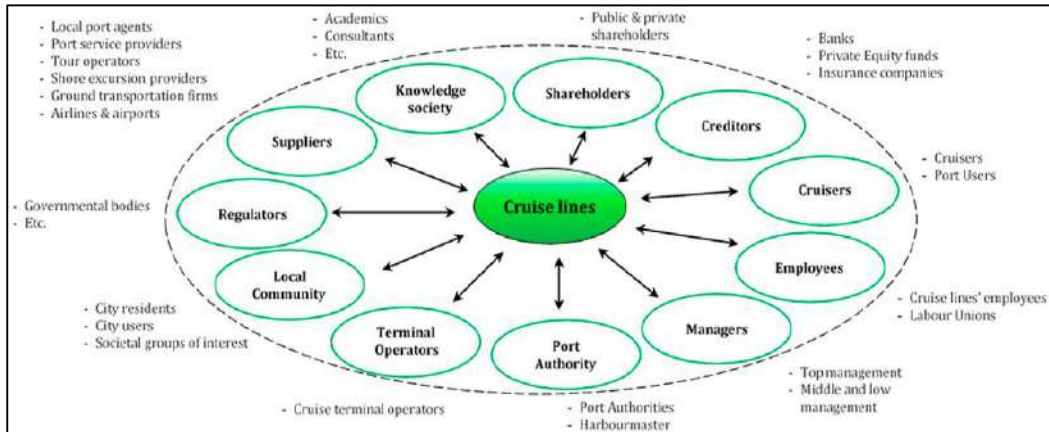 - Local port agents
- Port service providers
- Tour operators
- Shore excursion providers
- Ground transportation firms
- Airlines & airports
- Academics
- Consultants
- Etc.
- Public & private
shareholders
- Banks
- Private Equity funds
- Insurance companies
Knowledge
society
Shareholders
Creditors
Suppliers
Cruisers
- Cruisers
- Port Users
Cruise lines
- Governmental bodies
- Etc.
Regulators
Local
Community
Employees
- Cruise lines' employees
- Labour Unions
- City residents
- City users
- Societal groups of interest
Terminal
Operators
Port
Authority
Managers
- Top management
- Middle and low
management
- Cruise terminal operators
- Port Authorities
- Harbourmaster